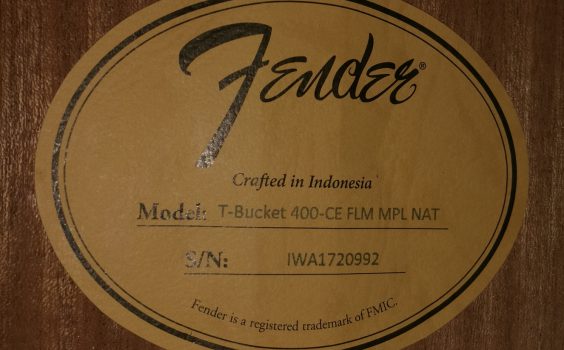 Fender®
Crafted in Indonesia
Model: T-Bucket 400-CE FLM MPL NAT
S/N: IWA1720992
Fender is a registered trademark of FMIC.